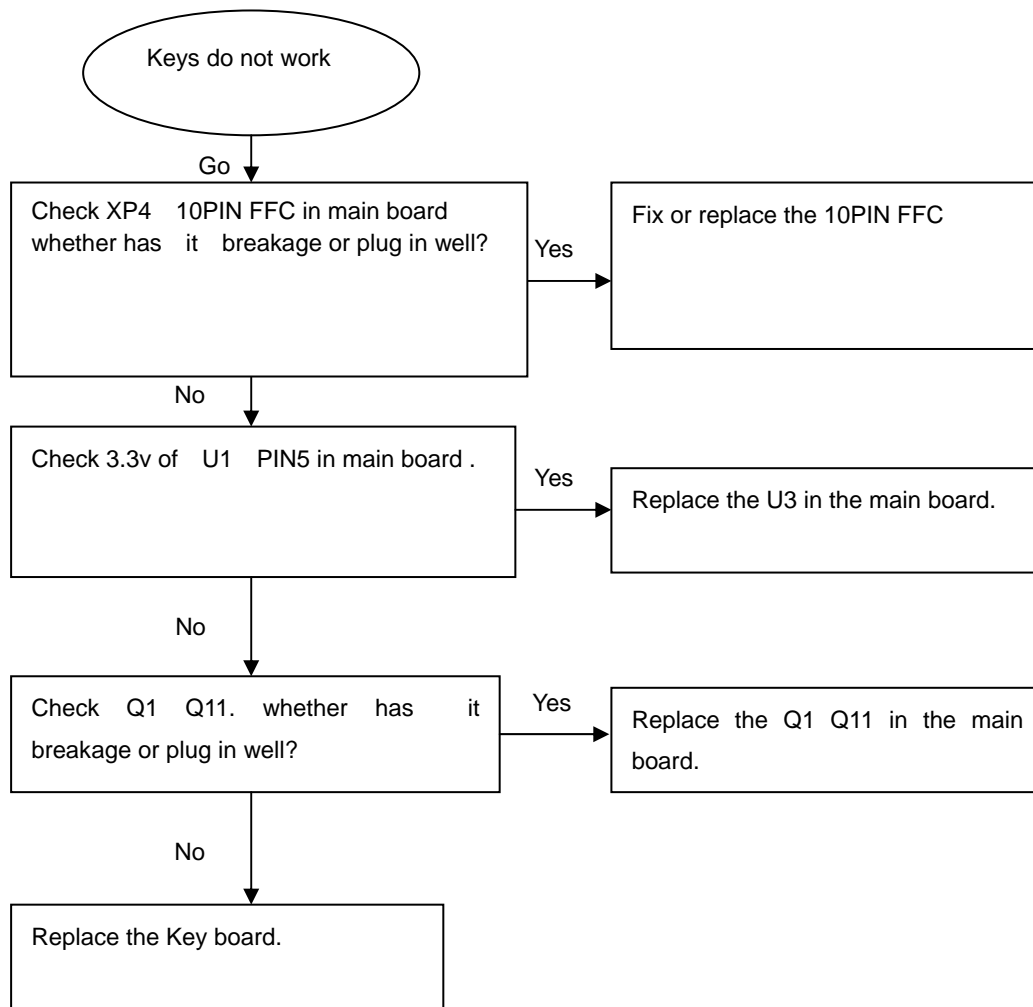 Keys do not work
Go
Check XP4 10PIN FFC in main board
whether has it breakage or plug in well?
Yes
Fix or replace the 10PIN FFC
No
Check 3.3v of U1 PIN5 in main board .
Yes
Replace the U3 in the main board.
No
Check Q1 Q11. whether has it
breakage or plug in well?
Yes
Replace the Q1 Q11 in the main
board.
No
Replace the Key board.